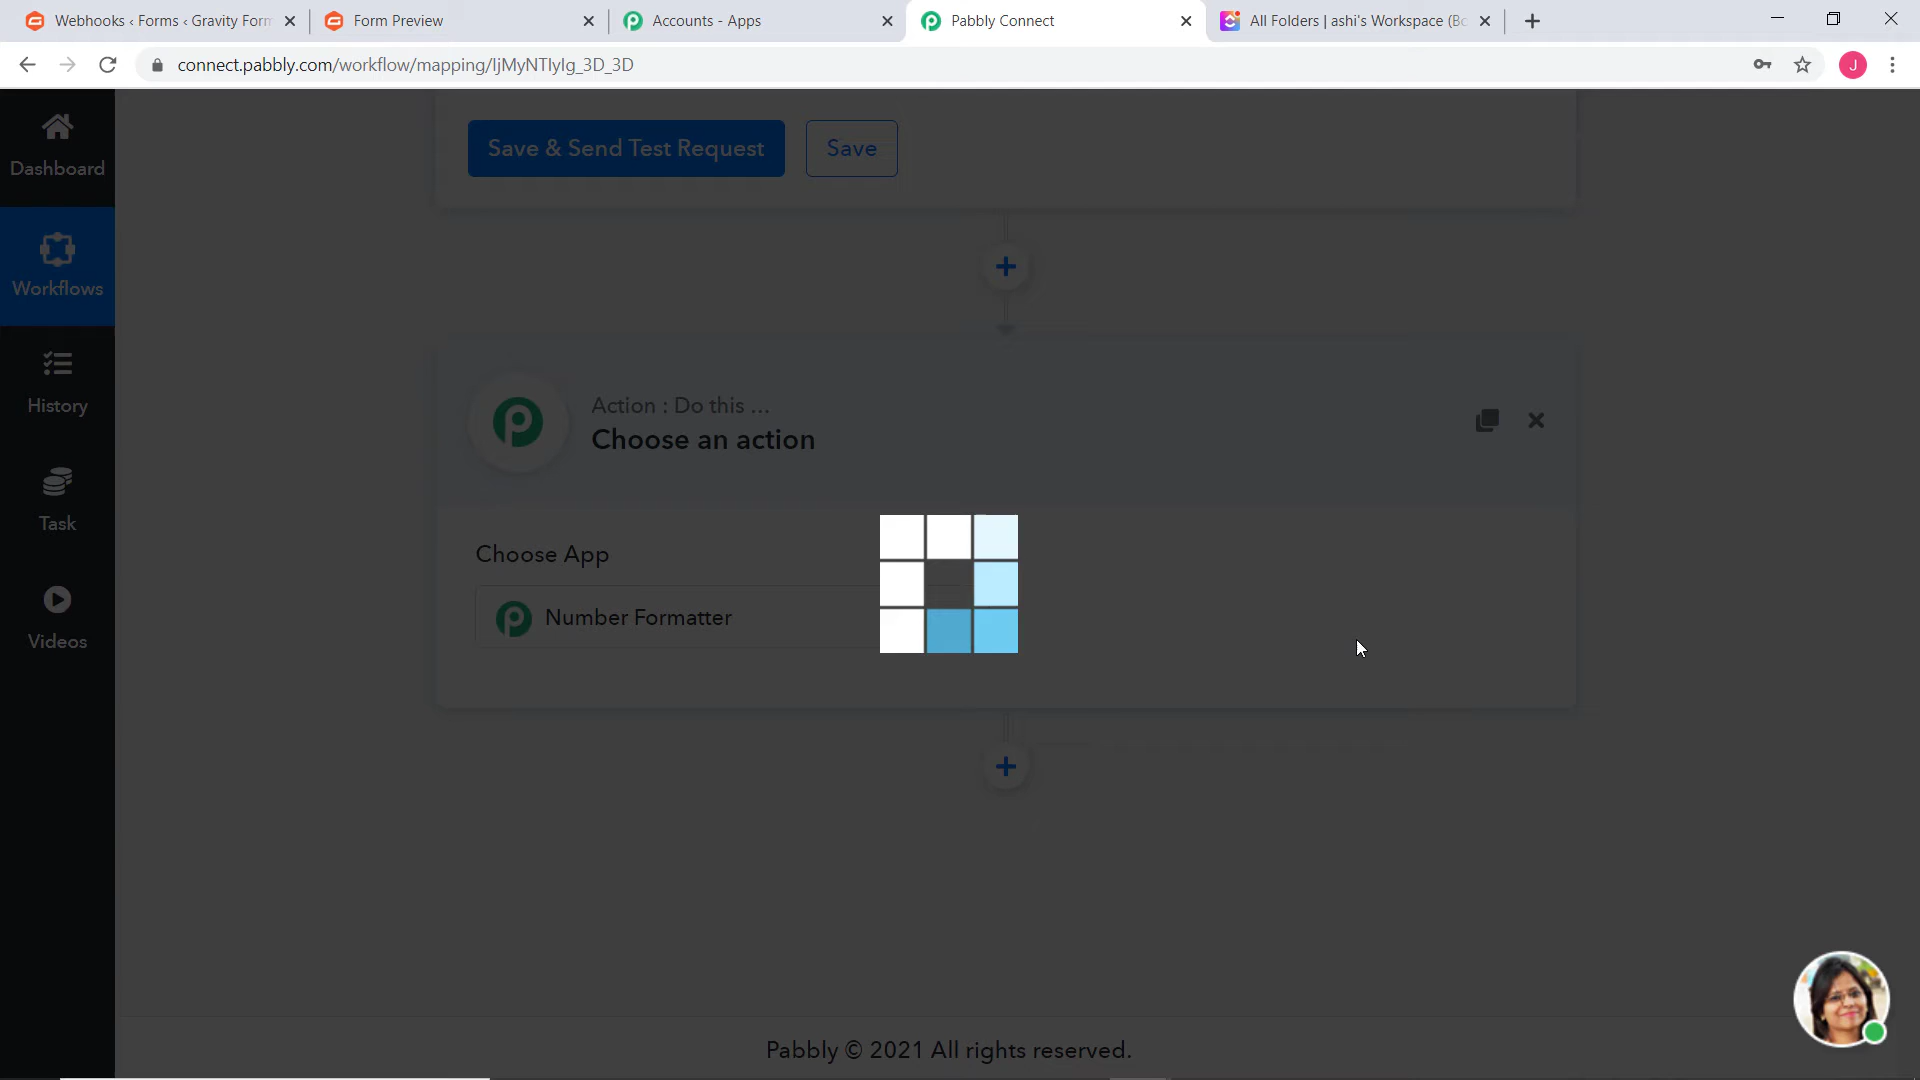 Webhooks ‹ Forms ‹ Gravity Form
Form Preview
Accounts - Apps
Pabbly Connect
All Folders | ashi's Workspace (Bo
connect.pabbly.com/workflow/mapping/IjMyNTIyIg_3D_3D
J
Dashboard
Workflows
History
Task
Videos
Save & Send Test Request
Save
Action : Do this ...
Choose an action
Choose App
Number Formatter
Pabbly © 2021 All rights reserved.